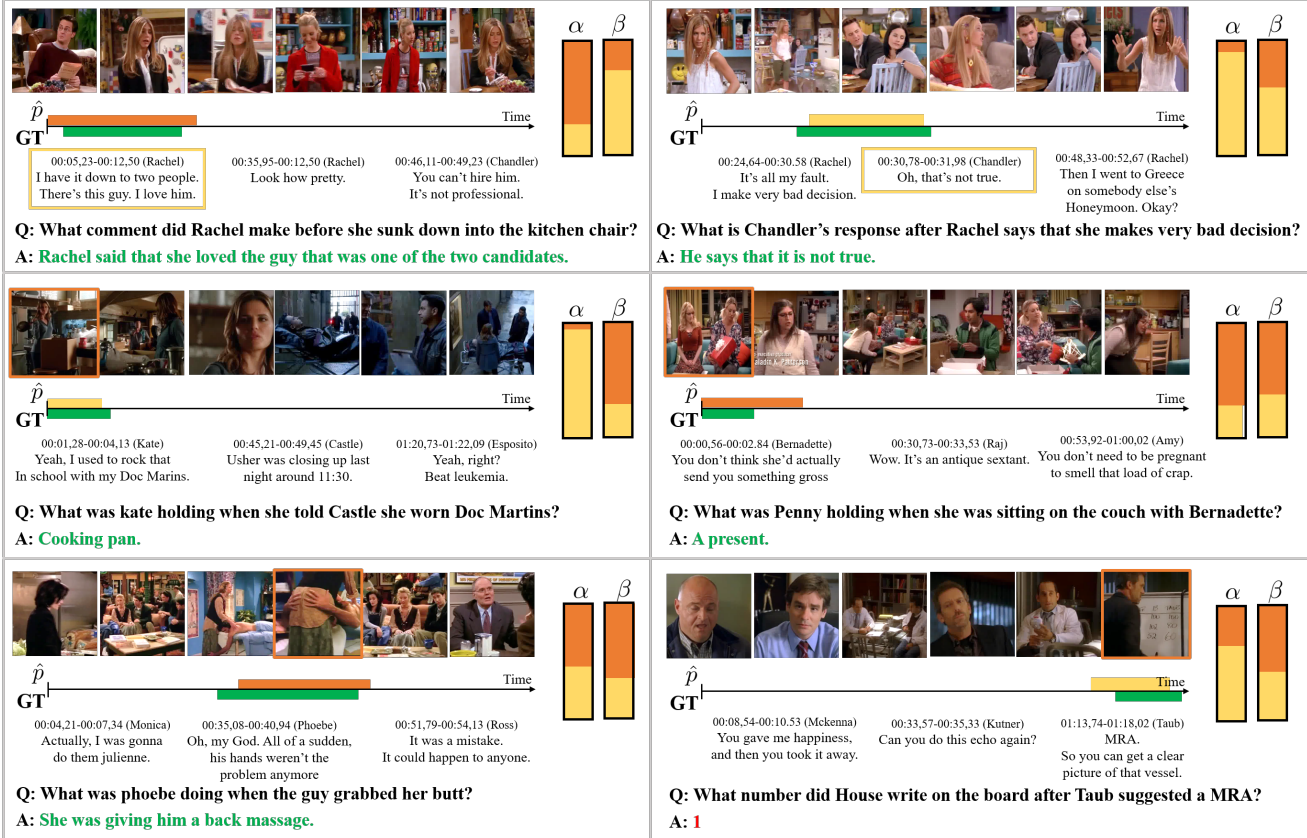 α β
p̂
Time
GT
00:05,23-00:12,50 (Rachel)
I have it down to two people.
There's this guy. I love him.
00:35,95-00:12,50 (Rachel)
Look how pretty.
00:46,11-00:49,23 (Chandler)
You can't hire him.
It's not professional.
Q: What comment did Rachel make before she sunk down into the kitchen chair?
A: Rachel said that she loved the guy that was one of the two candidates.
α β
p̂
Time
GT
00:24,64-00:30.58 (Rachel)
It's all my fault.
I make very bad decision.
00:30,78-00:31,98 (Chandler)
Oh, that's not true.
00:48,33-00:52,67 (Rachel)
Then I went to Greece
on somebody else's
Honeymoon. Okay?
Q: What is Chandler's response after Rachel says that she makes very bad decision?
A: He says that it is not true.
α β
p̂
Time
GT
00:01,28-00:04,13 (Kate)
Yeah, I used to rock that
In school with my Doc Marins.
00:45,21-00:49,45 (Castle)
Usher was closing up last
night around 11:30.
01:20,73-01:22,09 (Esposito)
Yeah, right?
Beat leukemia.
Q: What was kate holding when she told Castle she worn Doc Martins?
A: Cooking pan.
α β
p̂
Time
GT
00:00,56-00:02.84 (Bernadette)
You don't think she'd actually
send you something gross
00:30,73-00:33,53 (Raj)
Wow. It's an antique sextant.
00:53,92-01:00,02 (Amy)
You don't need to be pregnant
to smell that load of crap.
Q: What was Penny holding when she was sitting on the couch with Bernadette?
A: A present.
α β
p̂
Time
GT
00:04,21-00:07,34 (Monica)
Actually, I was gonna
do them julienne.
00:35,08-00:40,94 (Phoebe)
Oh, my God. All of a sudden,
his hands weren't the
problem anymore
00:51,79-00:54,13 (Ross)
It was a mistake.
It could happen to anyone.
Q: What was phoebe doing when the guy grabbed her butt?
A: She was giving him a back massage.
α β
p̂
Time
GT
00:08,54-00:10.53 (Mckenna)
You gave me happiness,
and then you took it away.
00:33,57-00:35,33 (Kutner)
Can you do this echo again?
01:13,74-01:18,02 (Taub)
MRA.
So you can get a clear
picture of that vessel.
Q: What number did House write on the board after Taub suggested a MRA?
A: 1